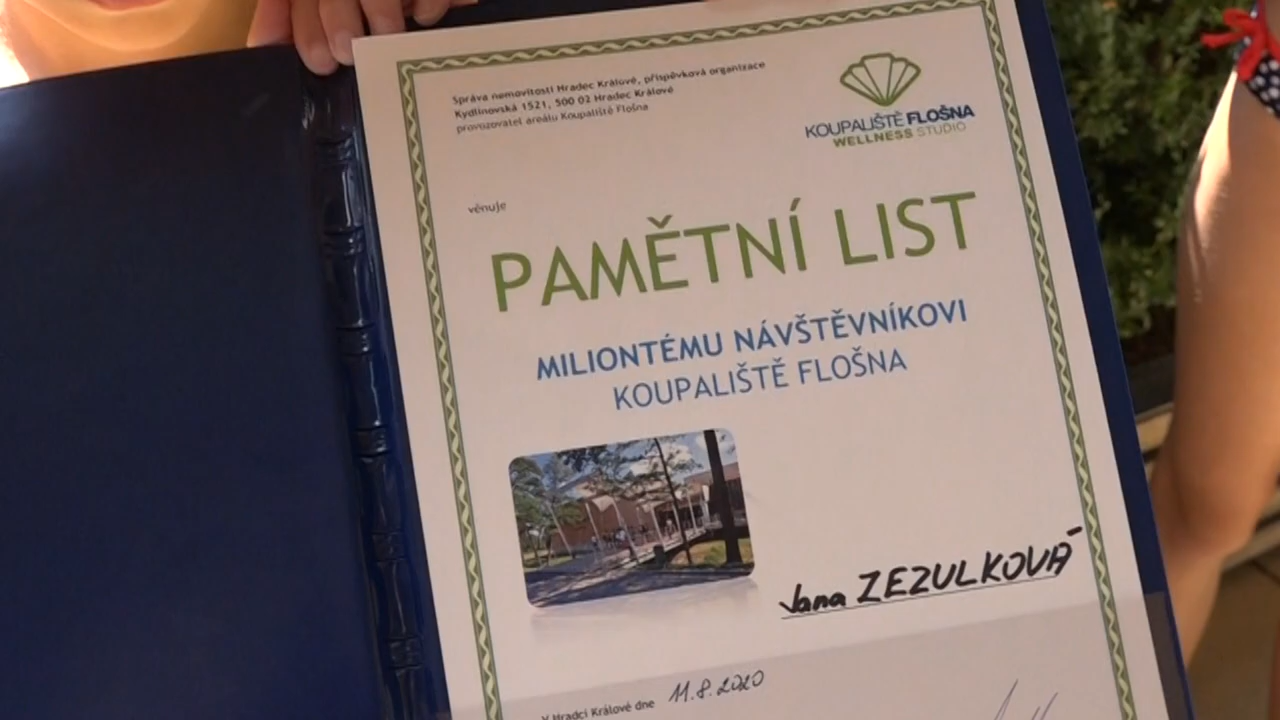 Správa nemovitostí Hradec Králové, příspěvková organizace
Kydlinovská 1521, 500 02 Hradec Králové
provozovatel areálu Koupaliště Flošna
KOUPALIŠTĚ FLOŠNA
WELLNESS STUDIO
věnuje
PAMĚTNÍ LIST
MILIONTÉMU NÁVŠTĚVNÍKOVI
KOUPALIŠTĚ FLOŠNA
Jana ZEZULKOVÁ
V Hradci Králové dne 11.8.2020